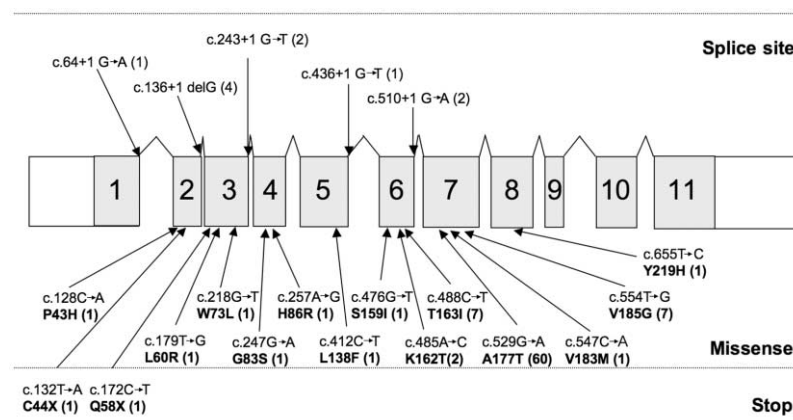 c.243+1 G→T (2)
Splice site
c.64+1 G→A (1)
c.436+1 G→T (1)
c.136+1 delG (4)
c.510+1 G→A (2)
1 2 3 4 5 6 7 8 9 10 11
c.655T→C
Y219H (1)
c.128C→A
P43H (1)
c.218G→T
W73L (1)
c.257A→G
H86R (1)
c.476G→T
S159I (1)
c.488C→T
T163I (7)
c.554T→G
V185G (7)
c.179T→G
L60R (1)
c.247G→A
G83S (1)
c.412C→T
L138F (1)
c.485A→C
K162T(2)
c.529G→A
A177T (60)
c.547C→A
V183M (1)
Missense
c.132T→A
C44X (1)
c.172C→T
Q58X (1)
Stop